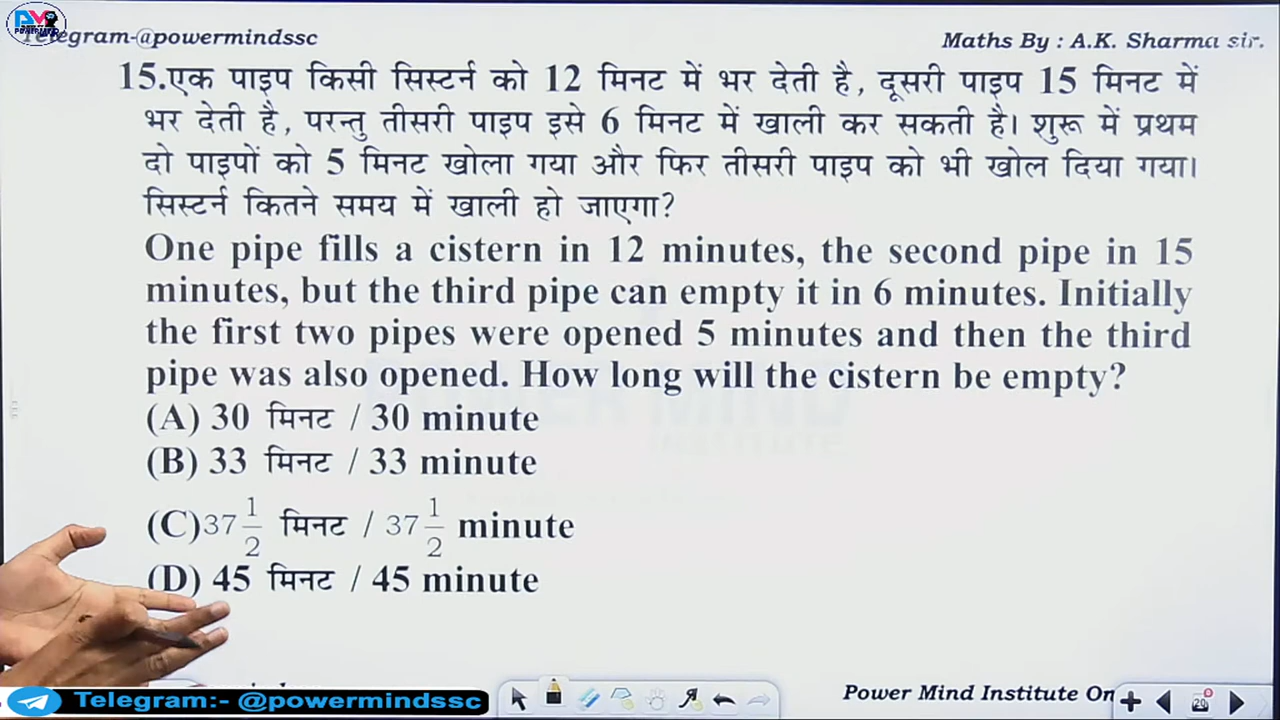 Telegram-@powermindssc
Maths By : A.K. Sharma sir.
15.एक पाइप किसी सिस्टर्न को 12 मिनट में भर देती है, दूसरी पाइप 15 मिनट में
भर देती है, परन्तु तीसरी पाइप इसे 6 मिनट में खाली कर सकती है। शुरू में प्रथम
दो पाइपों को 5 मिनट खोला गया और फिर तीसरी पाइप को भी खोल दिया गया।
सिस्टर्न कितने समय में खाली हो जाएगा?
One pipe fills a cistern in 12 minutes, the second pipe in 15
minutes, but the third pipe can empty it in 6 minutes. Initially
the first two pipes were opened 5 minutes and then the third
pipe was also opened. How long will the cistern be empty?
(A) 30 मिनट / 30 minute
(B) 33 मिनट / 33 minute
(C) 37 1/2 मिनट / 37 1/2 minute
(D) 45 मिनट / 45 minute
Telegram:- @powermindssc
Power Mind Institute On
20